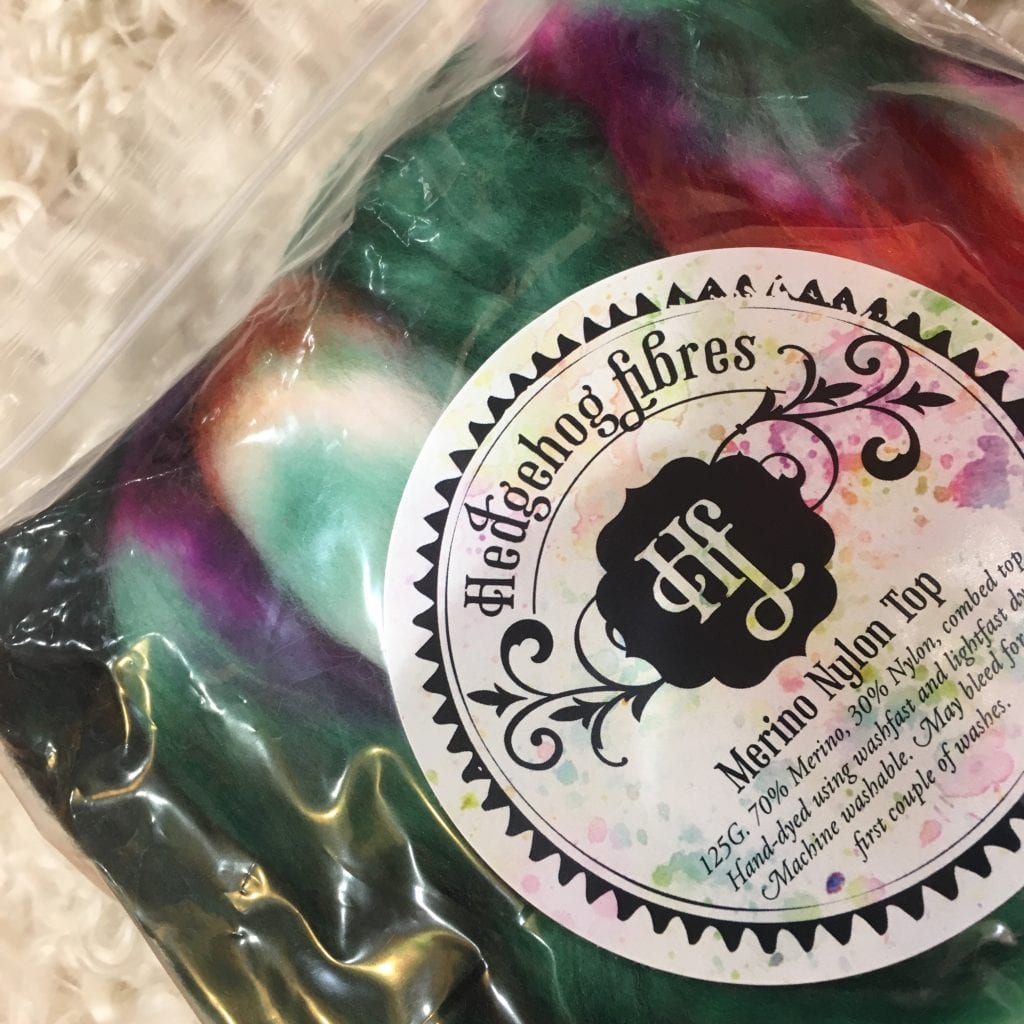 Hedgehog fibres
Hf
Merino Nylon Top
125G. 70% Merino, 30% Nylon, combed top
Hand-dyed using washfast and lightfast
Machine washable. May bleed for
first couple of washes.